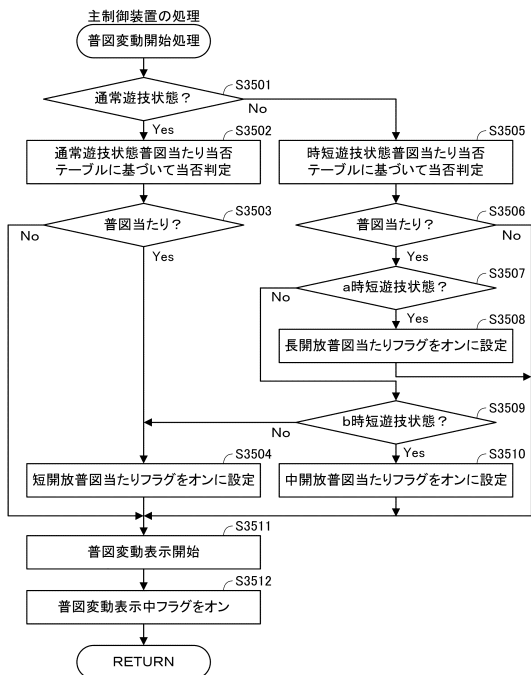 主制御装置の処理
普図変動開始処理
S3501
通常遊技状態？
No
Yes
S3502
通常遊技状態普図当たり当否
テーブルに基づいて当否判定
S3505
時短遊技状態普図当たり当否
テーブルに基づいて当否判定
S3503
普図当たり？
No
Yes
S3506
普図当たり？
No
Yes
S3507
a時短遊技状態？
No
Yes
S3508
長開放普図当たりフラグをオンに設定
S3509
b時短遊技状態？
No
Yes
S3504
短開放普図当たりフラグをオンに設定
S3510
中開放普図当たりフラグをオンに設定
S3511
普図変動表示開始
S3512
普図変動表示中フラグをオン
RETURN